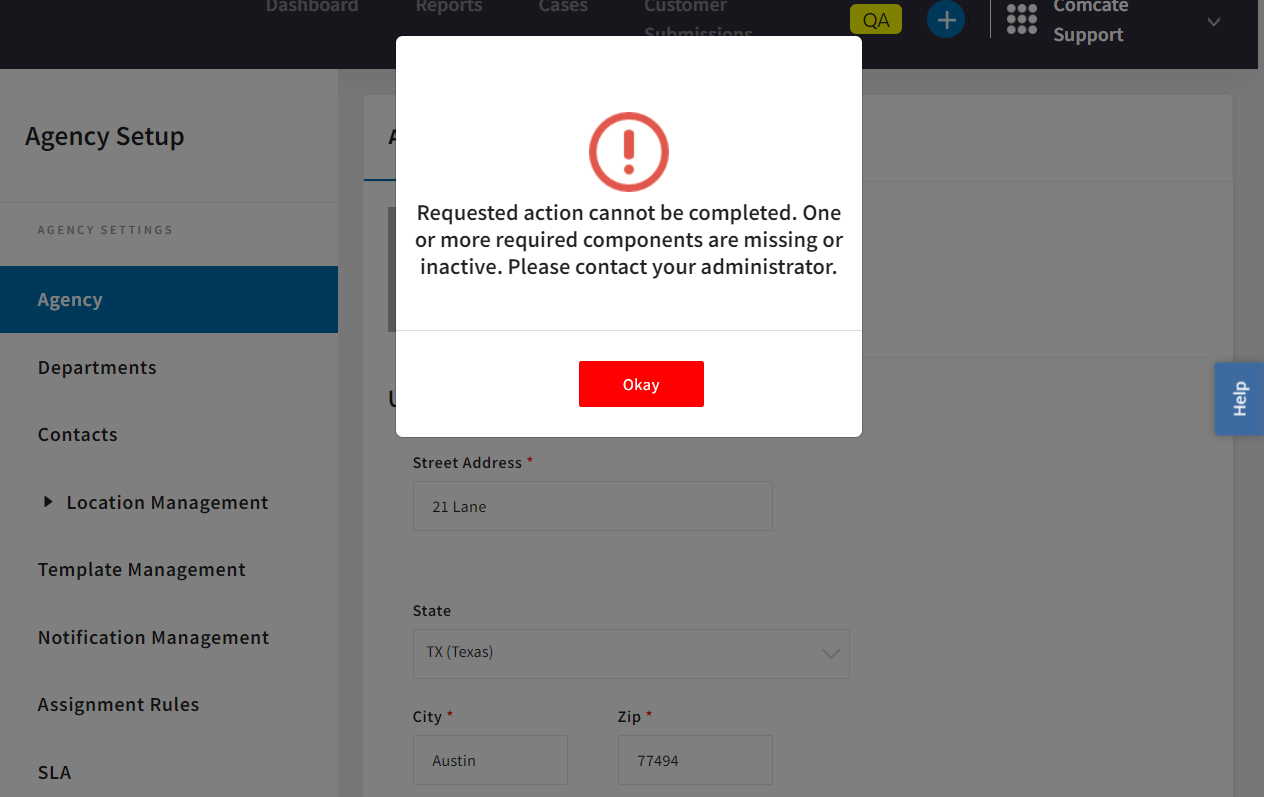 Dashboard
Reports
Cases
Customer
Submissions
QA
Comcate
Support
Agency Setup
AGENCY SETTINGS
Agency
Departments
Contacts
Location Management
Template Management
Notification Management
Assignment Rules
SLA
Requested action cannot be completed. One
or more required components are missing or
inactive. Please contact your administrator.
Okay
Street Address *
21 Lane
State
TX (Texas)
City *
Zip *
Austin
77494
Help